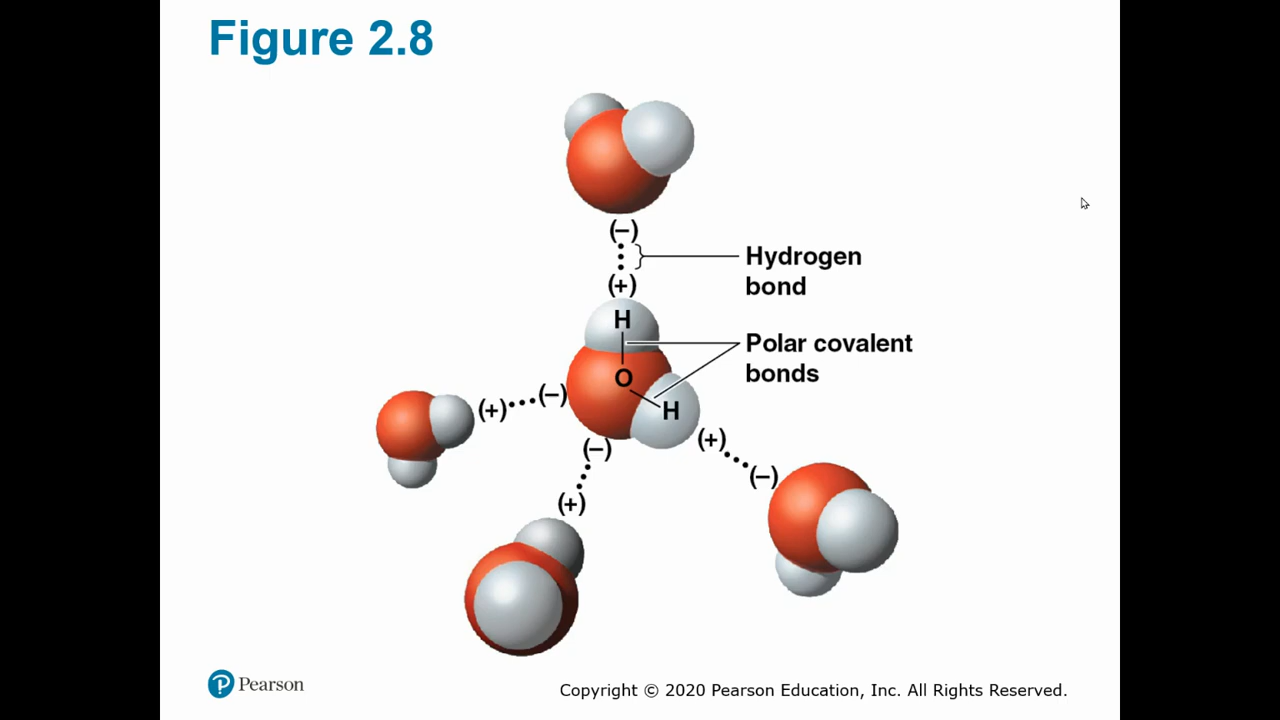 Figure 2.8
(–)
Hydrogen
bond
(+)
H
Polar covalent
bonds
O
H
(+)
(–)
(–)
(+)
(+)
(–)
Pearson
Copyright © 2020 Pearson Education, Inc. All Rights Reserved.